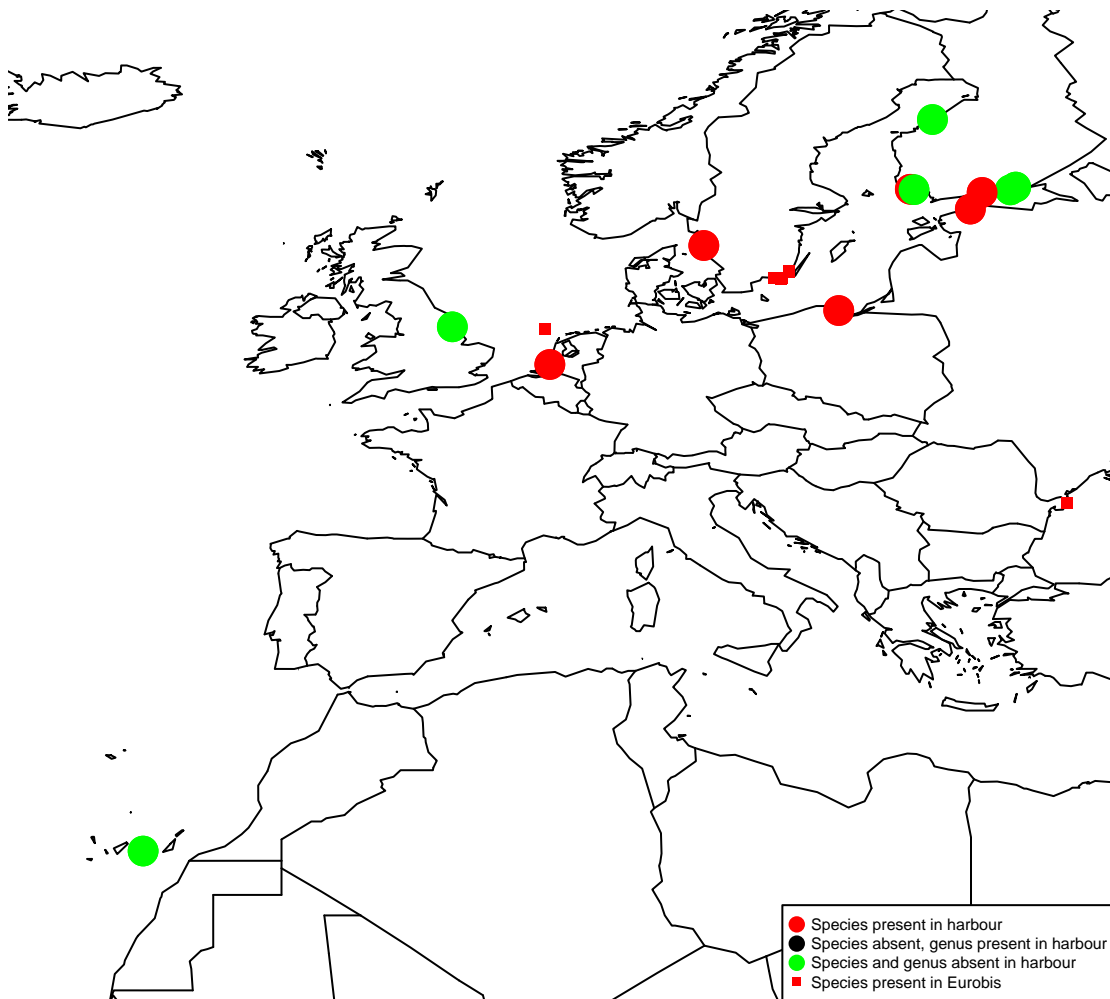 Species present in harbour
Species absent, genus present in harbour
Species and genus absent in harbour
Species present in Eurobis